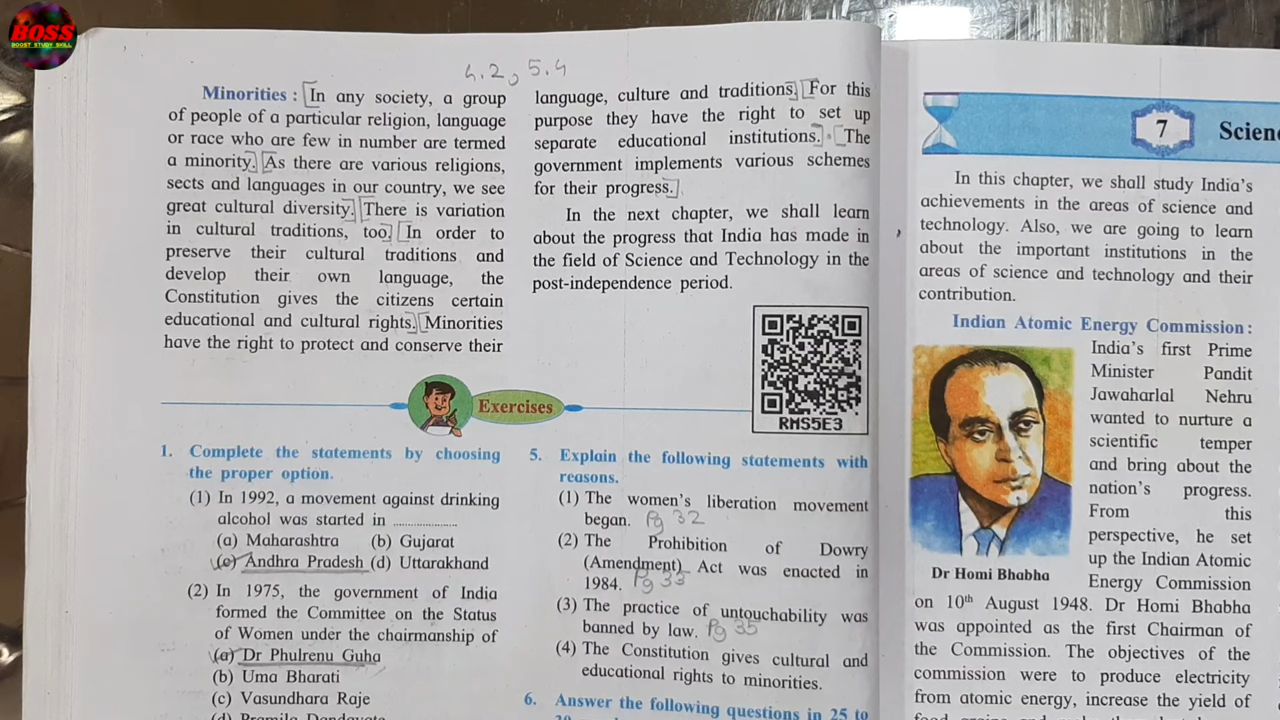 BOSS
BOOST STUDY SKILL
4.2, 5.4
Minorities : In any society, a group
of people of a particular religion, language
or race who are few in number are termed
a minority. As there are various religions,
sects and languages in our country, we see
great cultural diversity. There is variation
in cultural traditions, too. In order to
preserve their cultural traditions and
develop their own language, the
Constitution gives the citizens certain
educational and cultural rights. Minorities
have the right to protect and conserve their
language, culture and traditions. For this
purpose they have the right to set up
separate educational institutions. The
government implements various schemes
for their progress.
In the next chapter, we shall learn
about the progress that India has made in
the field of Science and Technology in the
post-independence period.
RMS5E3
Exercises
1. Complete the statements by choosing
the proper option.
(1) In 1992, a movement against drinking
alcohol was started in ....................
(a) Maharashtra (b) Gujarat
(c) Andhra Pradesh (d) Uttarakhand
(2) In 1975, the government of India
formed the Committee on the Status
of Women under the chairmanship of
(a) Dr Phulrenu Guha
(b) Uma Bharati
(c) Vasundhara Raje
(d) Pramila Dandavate
5. Explain the following statements with
reasons.
(1) The women's liberation movement
began. Pg 32
(2) The Prohibition of Dowry
(Amendment) Act was enacted in
1984. Pg 33
(3) The practice of untouchability was
banned by law. Pg 35
(4) The Constitution gives cultural and
educational rights to minorities.
6. Answer the following questions in 25 to
7
In this chapter, we shall study India's
achievements in the areas of science and
technology. Also, we are going to learn
about the important institutions in the
areas of science and technology and their
contribution.
Indian Atomic Energy Commission :
India's first Prime
Minister Pandit
Jawaharlal Nehru
wanted to nurture a
scientific temper
and bring about the
nation's progress.
From this
perspective, he set
up the Indian Atomic
Energy Commission
Dr Homi Bhabha
on 10th August 1948. Dr Homi Bhabha
was appointed as the first Chairman of
the Commission. The objectives of the
commission were to produce electricity
from atomic energy, increase the yield of